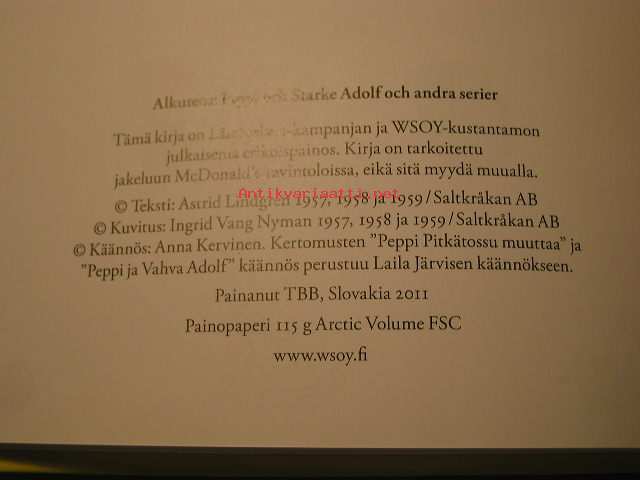 Alkuteos: Peppi och Starke Adolf och andra serier
Tämä kirja on -kampanjan ja WSOY-kustantamon
julkaisema erikoispainos. Kirja on tarkoitettu
jakeluun McDonald's-ravintoloissa, eikä sitä myydä muualla.
Antikvariaatti.net
© Teksti: Astrid Lindgren 1957, 1958 ja 1959 / Saltkråkan AB
© Kuvitus: Ingrid Vang Nyman 1957, 1958 ja 1959 / Saltkråkan AB
© Käännös: Anna Kervinen. Kertomusten ”Peppi Pitkätossu muuttaa” ja
”Peppi ja Vahva Adolf” käännös perustuu Laila Järvisen käännökseen.
Painanut TBB, Slovakia 2011
Painopaperi 115 g Arctic Volume FSC
www.wsoy.fi